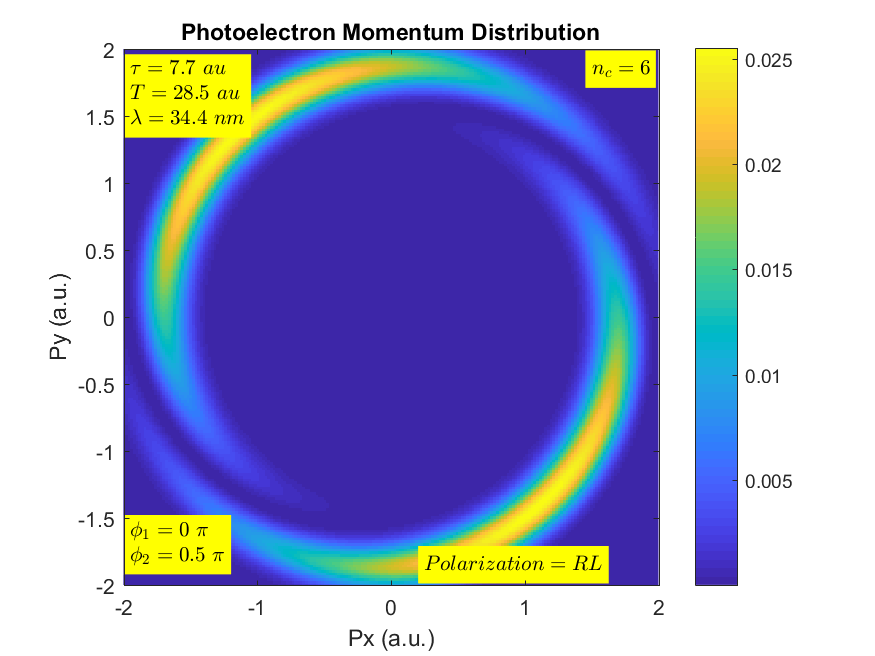 Photoelectron Momentum Distribution
τ = 7.7 au
T = 28.5 au
λ = 34.4 nm
n_c = 6
ϕ₁ = 0 π
ϕ₂ = 0.5 π
Polarization = RL
2
1.5
1
0.5
0
-0.5
-1
-1.5
-2
Py (a.u.)
-2
-1
0
1
2
Px (a.u.)
0.025
0.02
0.015
0.01
0.005